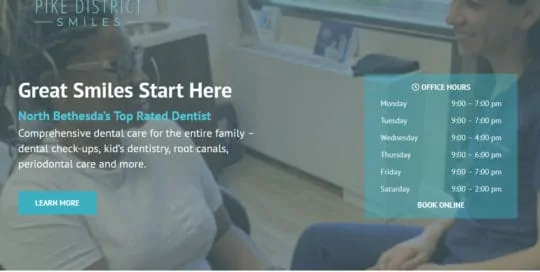 PIKE DISTRICT
SMILES
Great Smiles Start Here
North Bethesda's Top Rated Dentist
Comprehensive dental care for the entire family –
dental check-ups, kid's dentistry, root canals,
periodontal care and more.
LEARN MORE
OFFICE HOURS
Monday 9:00 – 7:00 pm
Tuesday 9:00 – 7:00 pm
Wednesday 9:00 – 4:00 pm
Thursday 9:00 – 6:00 pm
Friday 9:00 – 7:00 pm
Saturday 9:00 – 2:00 pm
BOOK ONLINE